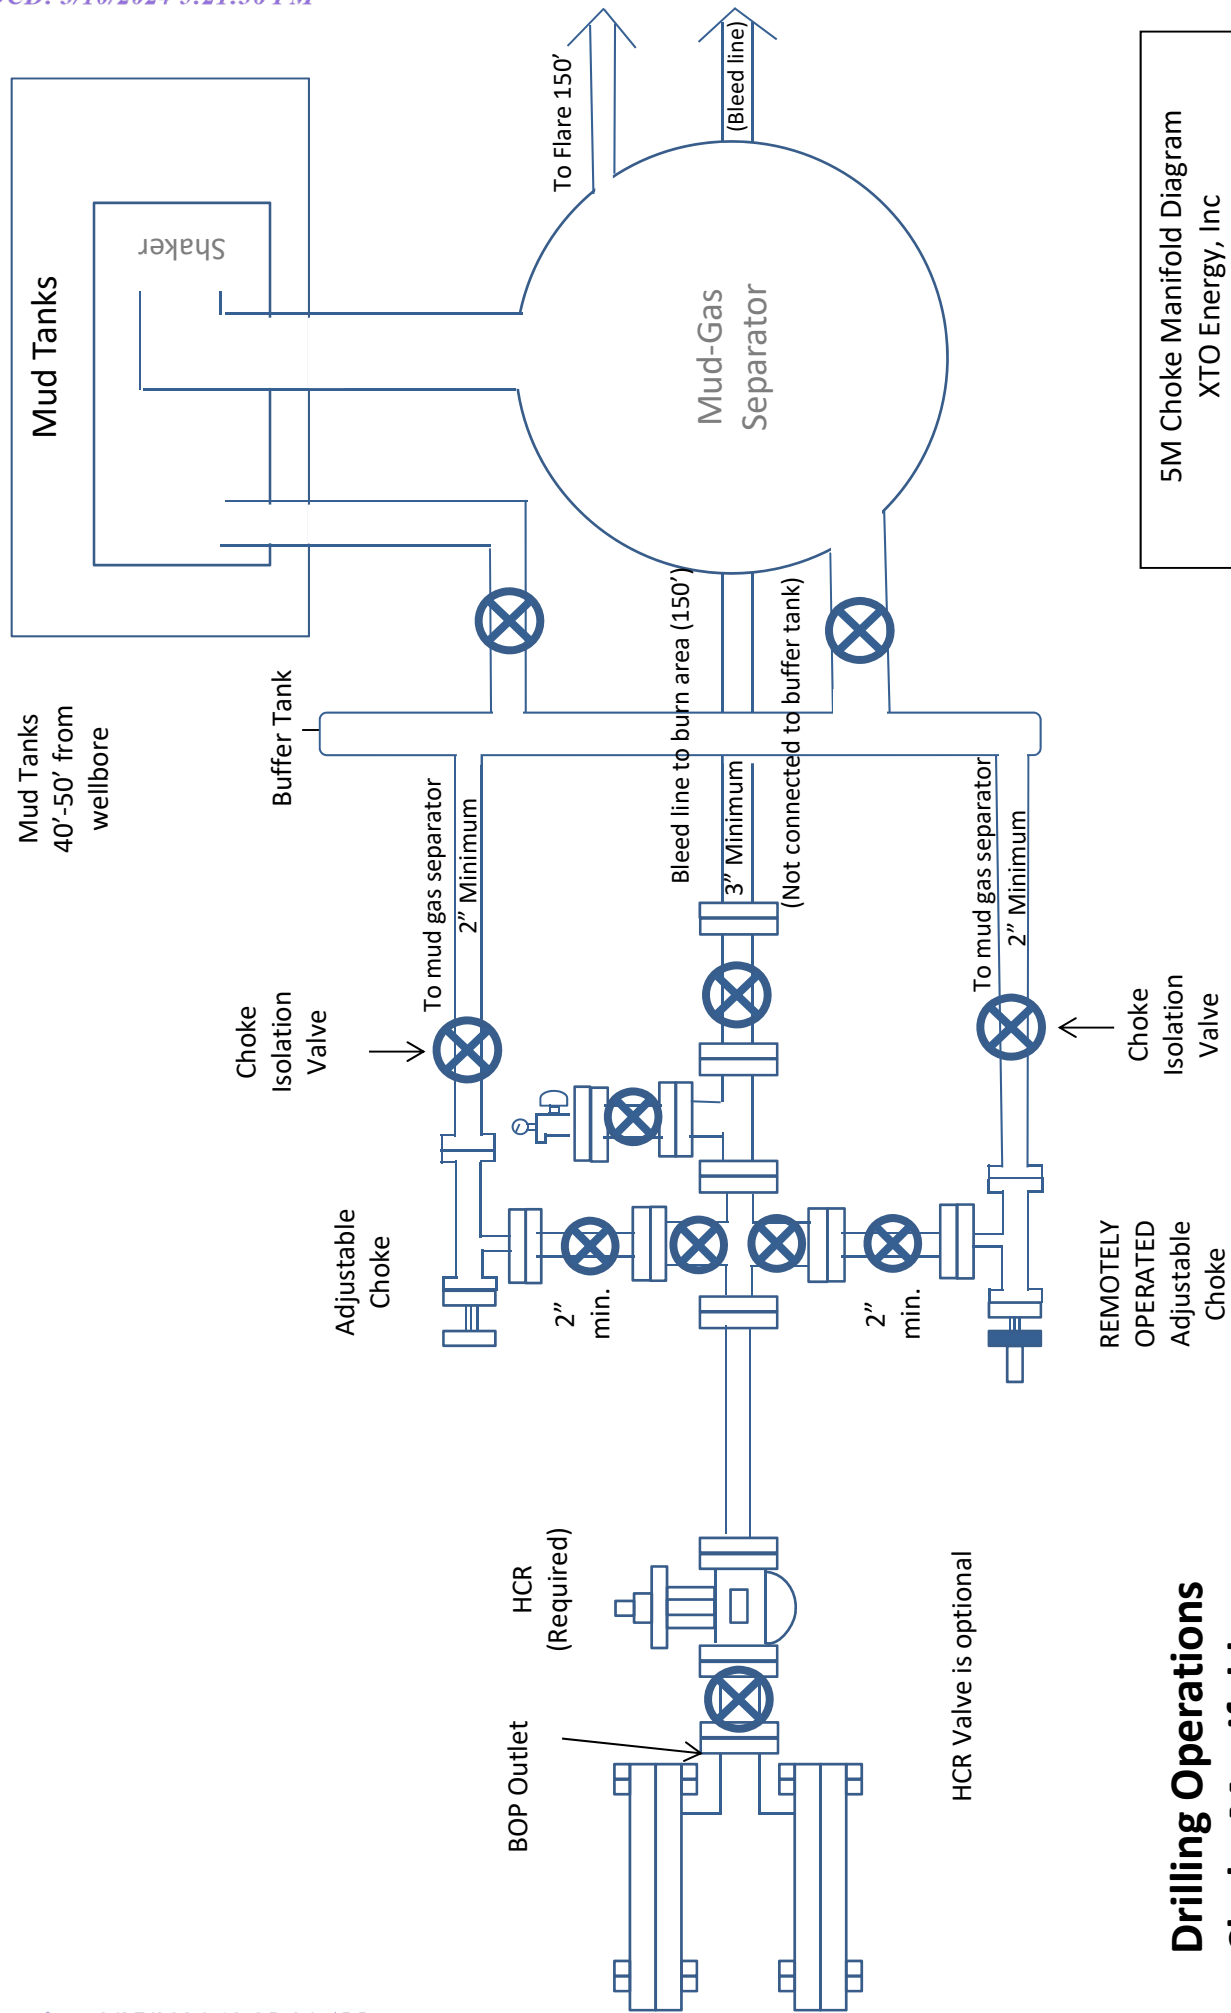 Mud Tanks
Shaker
Mud Tanks
40’-50’ from
wellbore
Buffer Tank
To Flare 150’
(Bleed line)
Mud-Gas
Separator
Bleed line to burn area (150’)
3” Minimum
(Not connected to buffer tank)
To mud gas separator
2” Minimum
To mud gas separator
2” Minimum
Choke
Isolation
Valve
Choke
Isolation
Valve
Adjustable
Choke
2”
min.
2”
min.
REMOTELY
OPERATED
Adjustable
Choke
HCR
(Required)
BOP Outlet
HCR Valve is optional
5M Choke Manifold Diagram
XTO Energy, Inc
Drilling Operations